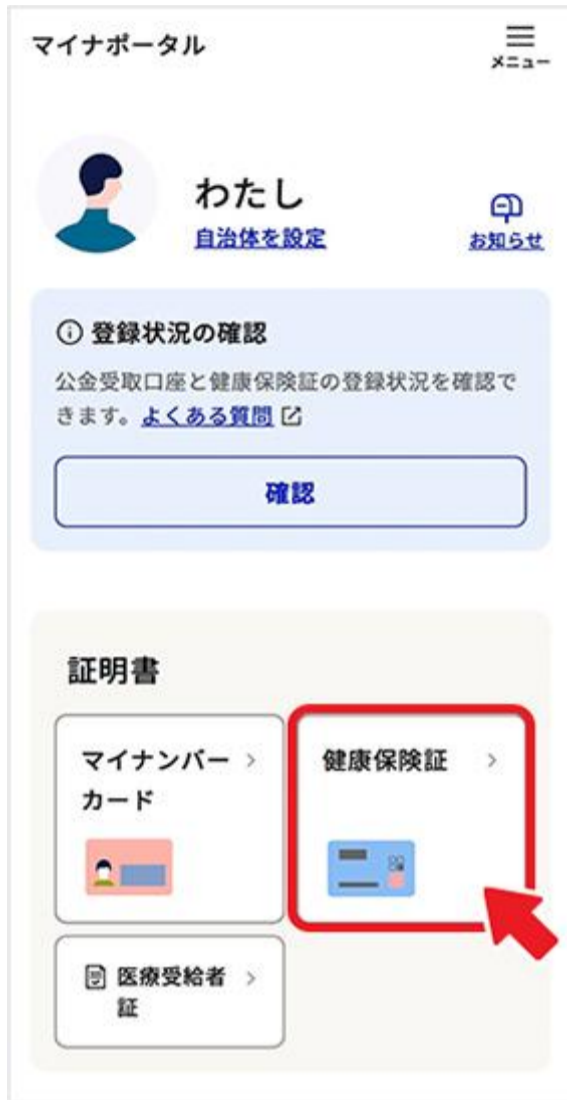 マイナポータル
メニュー
わたし
自治体を設定
お知らせ
登録状況の確認
公金受取口座と健康保険証の登録状況を確認で
きます。よくある質問
確認
証明書
マイナンバー
カード
健康保険証
医療受給者
証